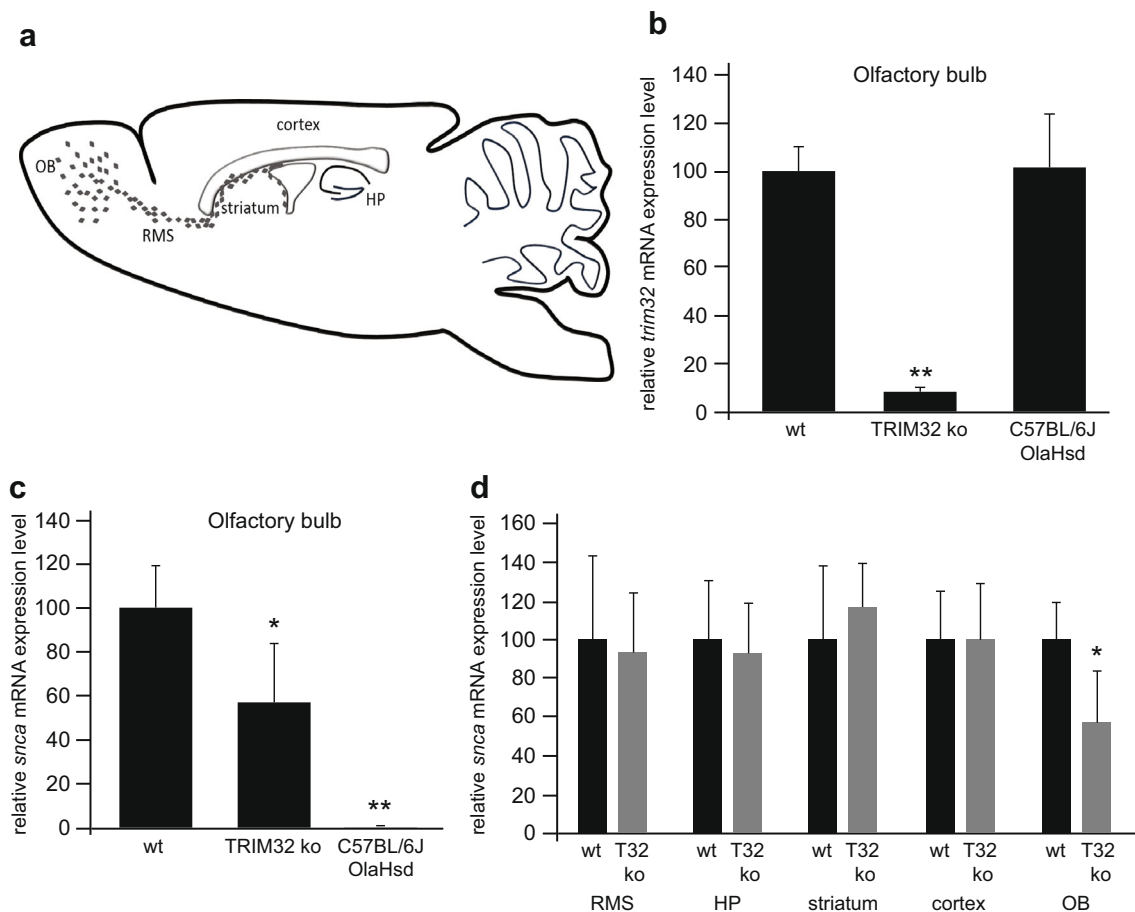 a
cortex
OB
striatum
HP
RMS
b
Olfactory bulb
relative trim32 mRNA expression level
140
120
100
80
60
40
20
0
**
wt
TRIM32 ko
C57BL/6J
OlaHsd
c
Olfactory bulb
relative snca mRNA expression level
140
120
100
80
60
40
20
0
*
**
wt
TRIM32 ko
C57BL/6J
OlaHsd
d
relative snca mRNA expression level
160
140
120
100
80
60
40
20
0
*
wt T32 wt T32 wt T32 wt T32 wt T32
ko ko ko ko ko
RMS HP striatum cortex OB